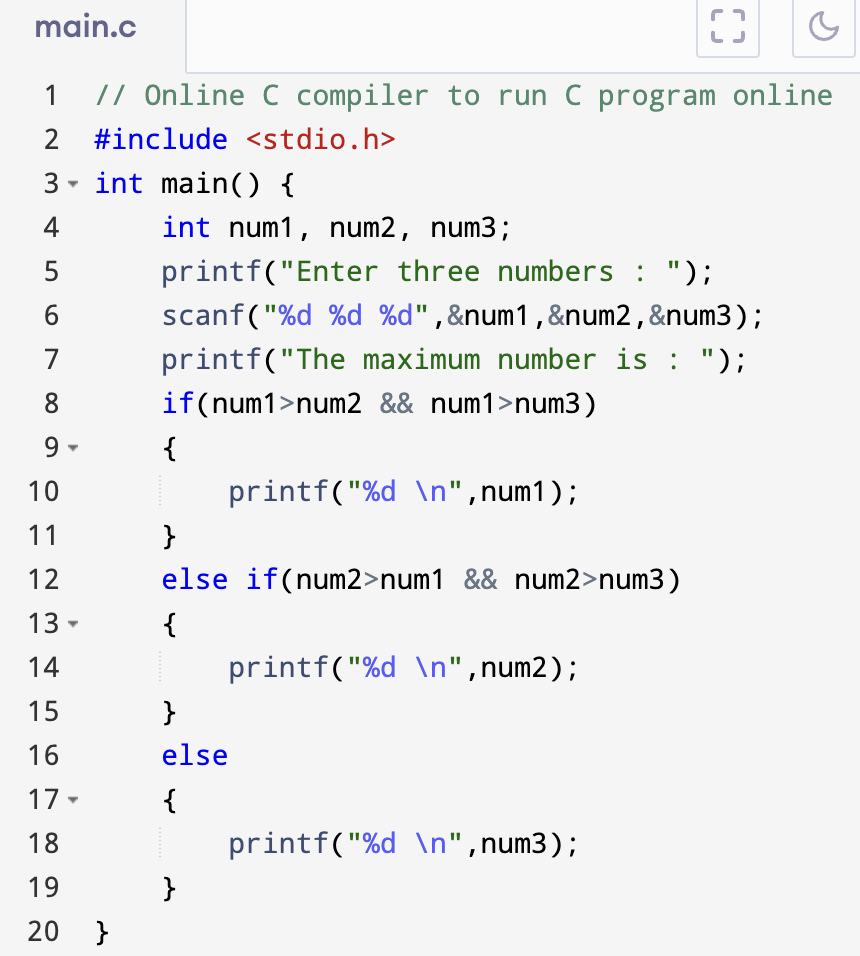 main.c
1 // Online C compiler to run C program online
2 #include <stdio.h>
3 int main() {
4     int num1, num2, num3;
5     printf("Enter three numbers : ");
6     scanf("%d %d %d",&num1,&num2,&num3);
7     printf("The maximum number is : ");
8     if(num1>num2 && num1>num3)
9     {
10         printf("%d \n",num1);
11     }
12     else if(num2>num1 && num2>num3)
13     {
14         printf("%d \n",num2);
15     }
16     else
17     {
18         printf("%d \n",num3);
19     }
20 }